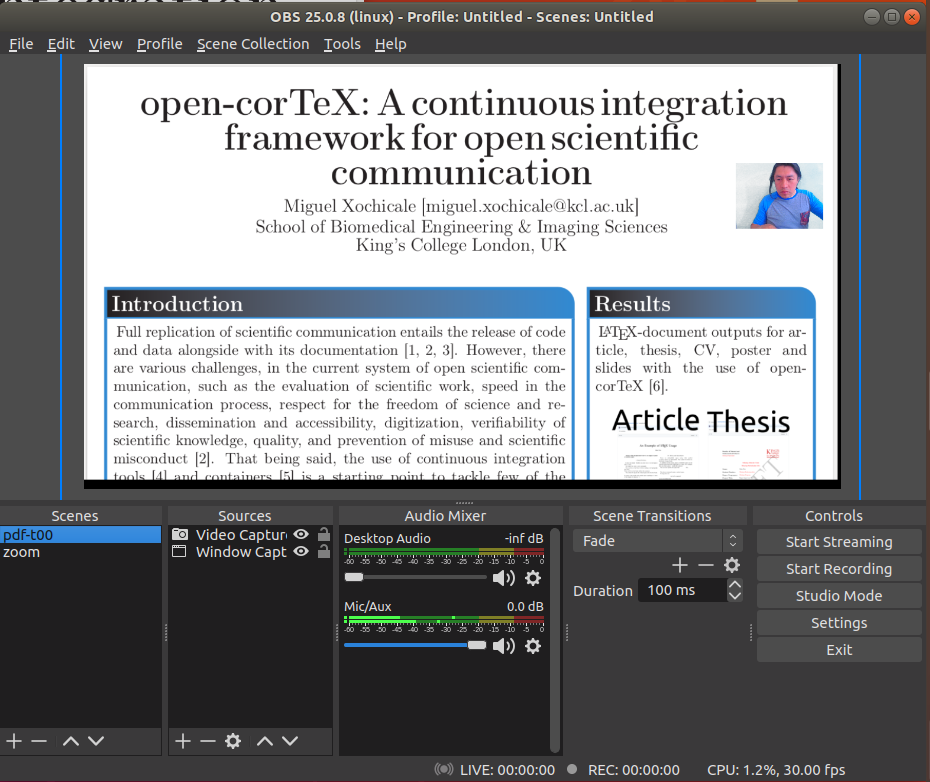 OBS 25.0.8 (linux) - Profile: Untitled - Scenes: Untitled
File Edit View Profile Scene Collection Tools Help
open-corTeX: A continuous integration
framework for open scientific
communication
Miguel Xochicale [miguel.xochicale@kcl.ac.uk]
School of Biomedical Engineering & Imaging Sciences
King's College London, UK
Introduction
Full replication of scientific communication entails the release of code
and data alongside with its documentation [1, 2, 3]. However, there
are various challenges, in the current system of open scientific com-
munication, such as the evaluation of scientific work, speed in the
communication process, respect for the freedom of science and re-
search, dissemination and accessibility, digitization, verifiability of
scientific knowledge, quality, and prevention of misuse and scientific
misconduct [2]. That being said, the use of continuous integration
tools [4] and containers [5] is a starting point to tackle few of the
Results
LATEX-document outputs for ar-
ticle, thesis, CV, poster and
slides with the use of open-
corTeX [6].
Article Thesis
Scenes
pdf-t00
zoom
Sources
Video Captur
Window Capt
Audio Mixer
Desktop Audio -inf dB
-60 -55 -50 -45 -40 -35 -30 -25 -20 -15 -10 -5 0
Mic/Aux 0.0 dB
-60 -55 -50 -45 -40 -35 -30 -25 -20 -15 -10 -5 0
Scene Transitions
Fade
Duration 100 ms
Controls
Start Streaming
Start Recording
Studio Mode
Settings
Exit
LIVE: 00:00:00 REC: 00:00:00 CPU: 1.2%, 30.00 fps